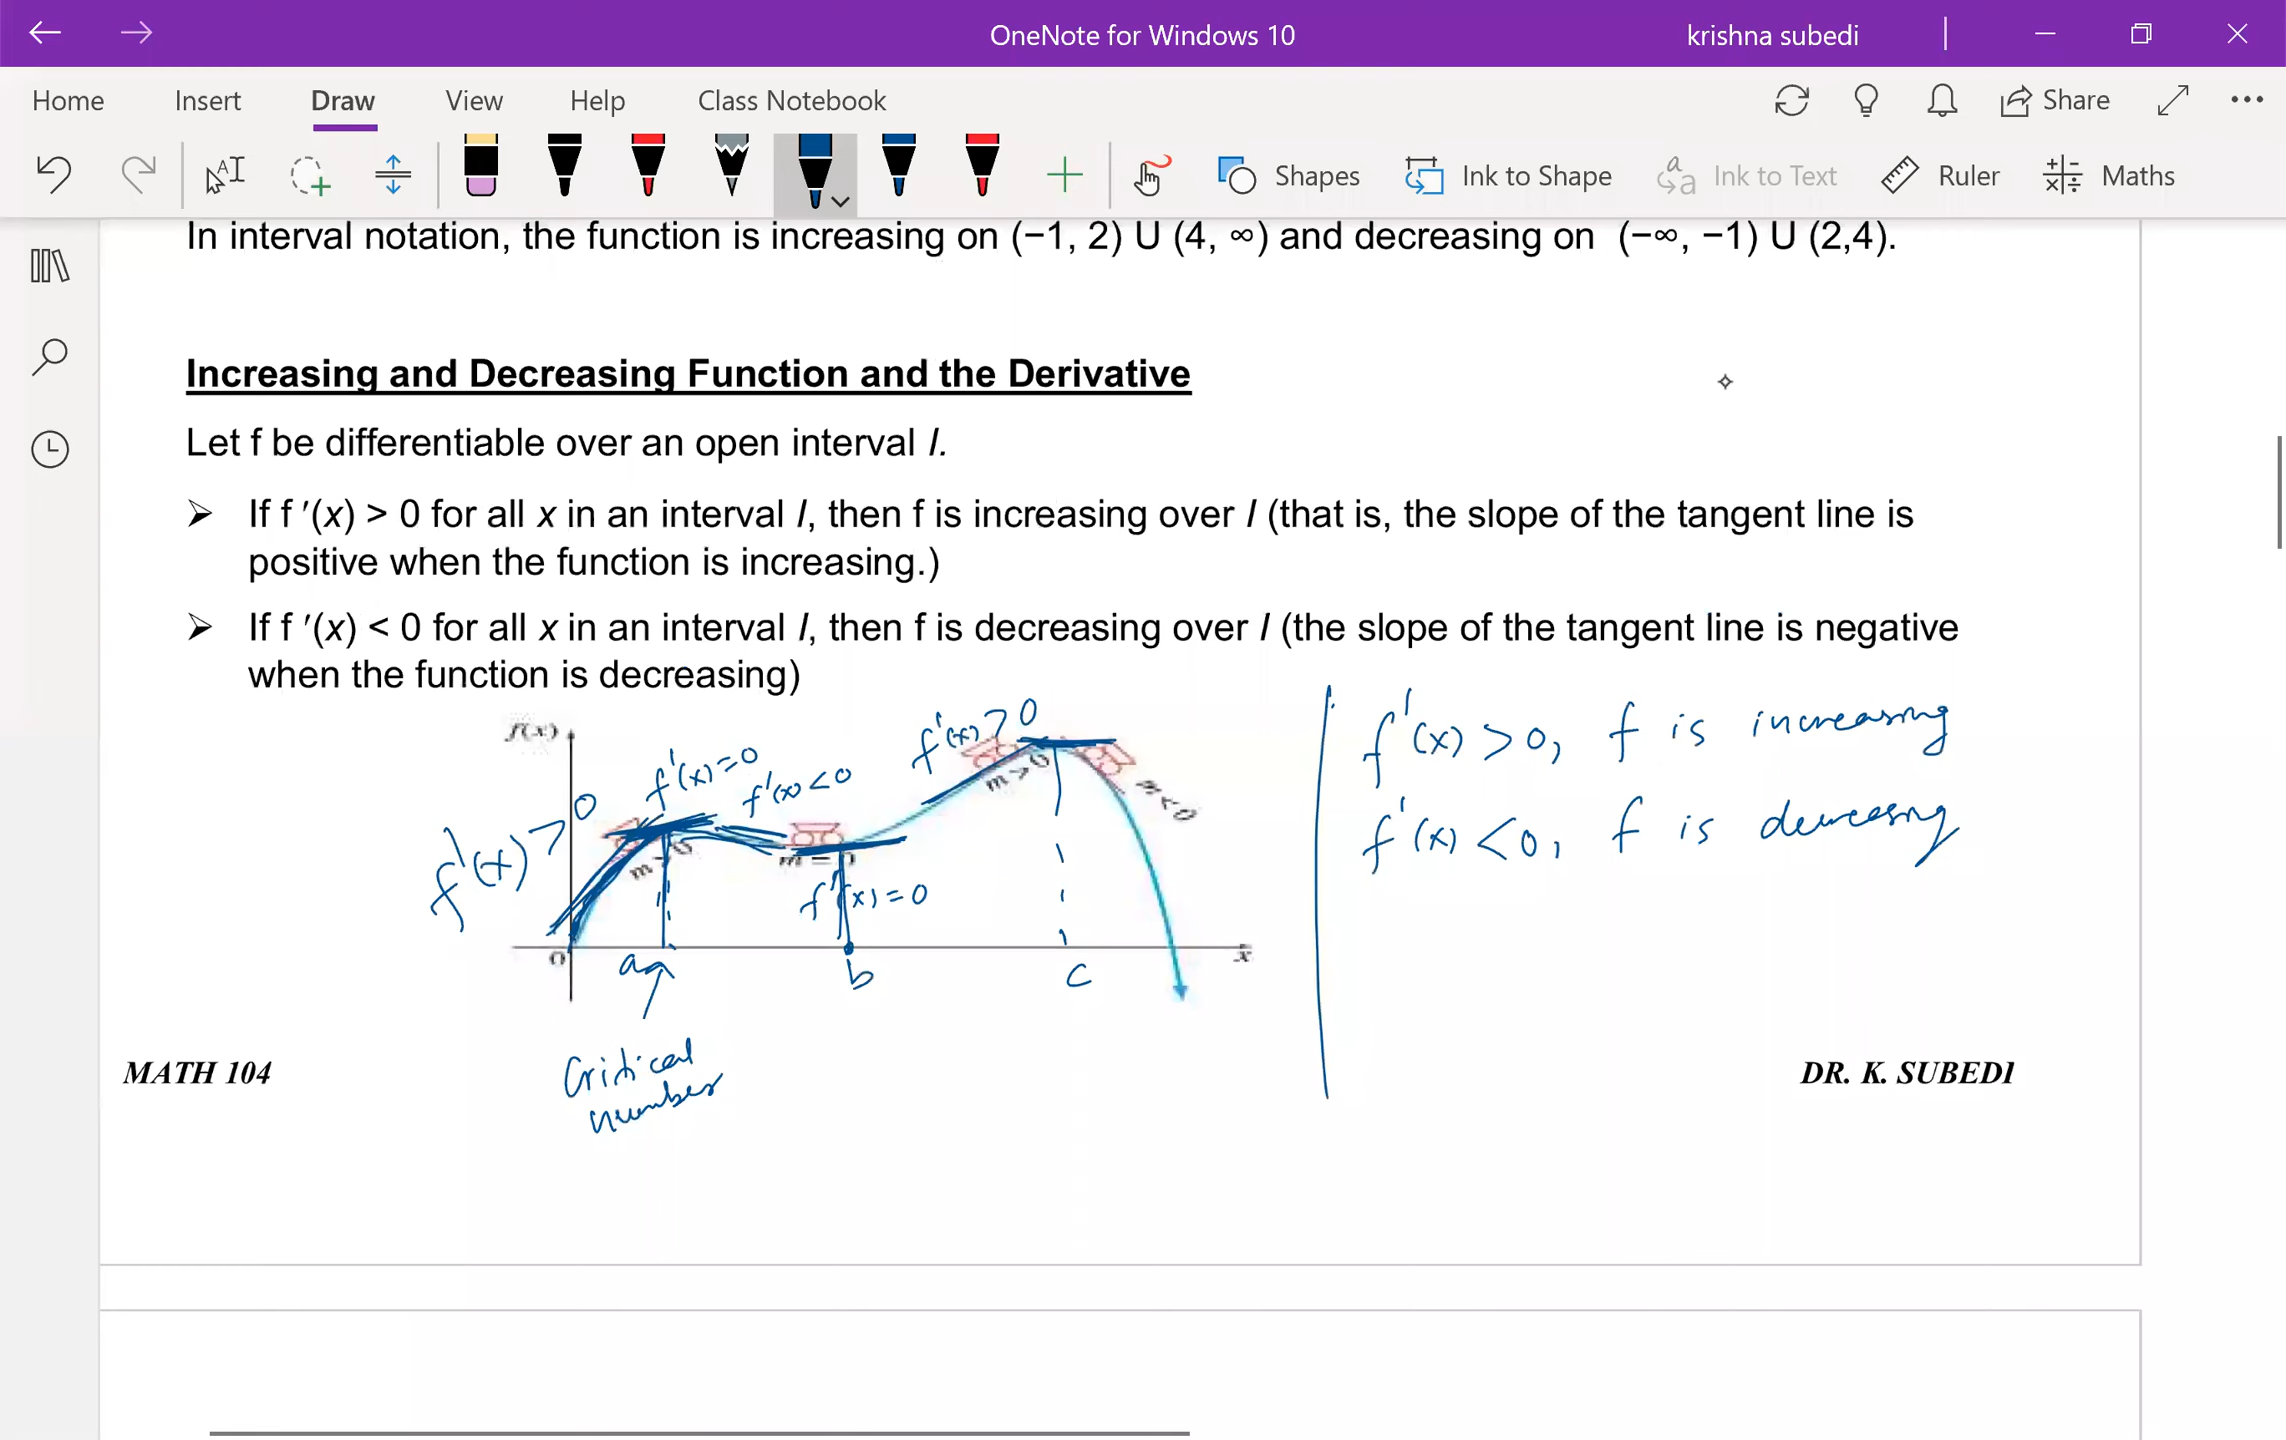 OneNote for Windows 10
krishna subedi
Home Insert Draw View Help Class Notebook Share
Shapes Ink to Shape Ink to Text Ruler Maths
In interval notation, the function is increasing on (−1, 2) U (4, ∞) and decreasing on (−∞, −1) U (2,4).
Increasing and Decreasing Function and the Derivative
Let f be differentiable over an open interval I.
➢ If f ′(x) > 0 for all x in an interval I, then f is increasing over I (that is, the slope of the tangent line is
positive when the function is increasing.)
➢ If f ′(x) < 0 for all x in an interval I, then f is decreasing over I (the slope of the tangent line is negative
when the function is decreasing)
f(x)
f'(x) > 0
f'(x) = 0
f'(x) < 0
f'(x) > 0
m > 0
m = 0
m > 0
m < 0
f'(x) = 0
0
x
a
b
c
Critical
number
f'(x) > 0, f is increasing
f'(x) < 0, f is decreasing
MATH 104
DR. K. SUBEDI